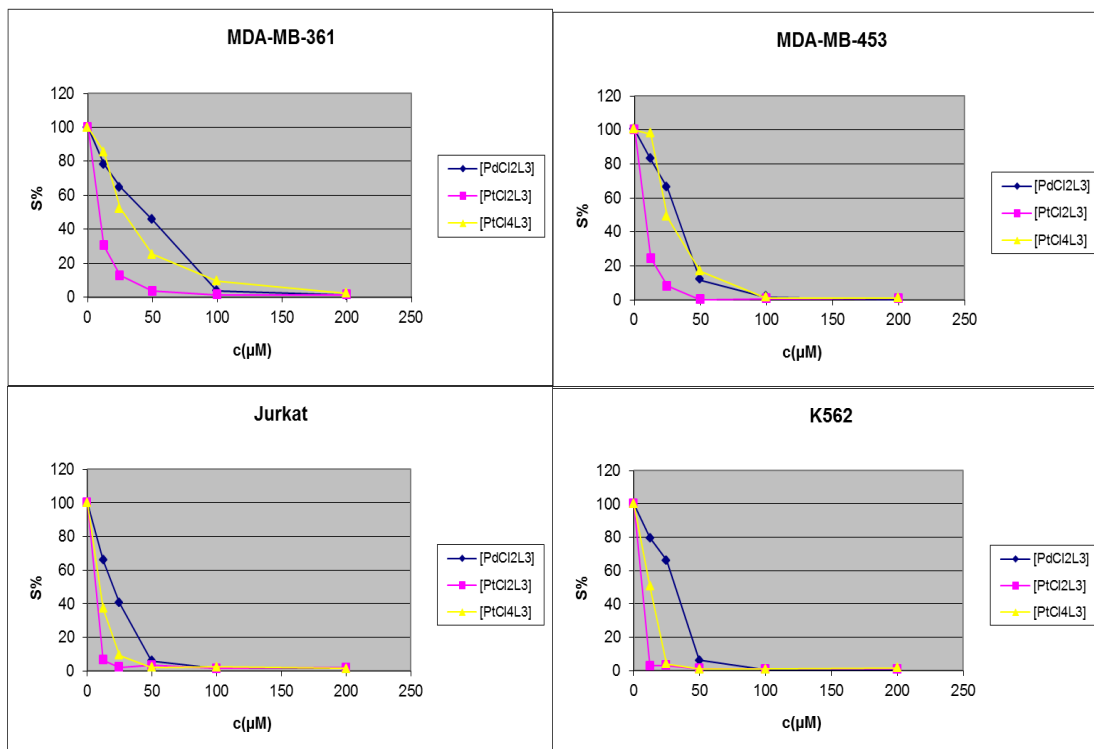 MDA-MB-361
S%
120
100
80
60
40
20
0
0 50 100 150 200 250
c(µM)
[PdCl2L3]
[PtCl2L3]
[PtCl4L3]
MDA-MB-453
S%
120
100
80
60
40
20
0
0 50 100 150 200 250
c(µM)
[PdCl2L3]
[PtCl2L3]
[PtCl4L3]
Jurkat
S%
120
100
80
60
40
20
0
0 50 100 150 200 250
c(µM)
[PdCl2L3]
[PtCl2L3]
[PtCl4L3]
K562
S%
120
100
80
60
40
20
0
0 50 100 150 200 250
c(µM)
[PdCl2L3]
[PtCl2L3]
[PtCl4L3]